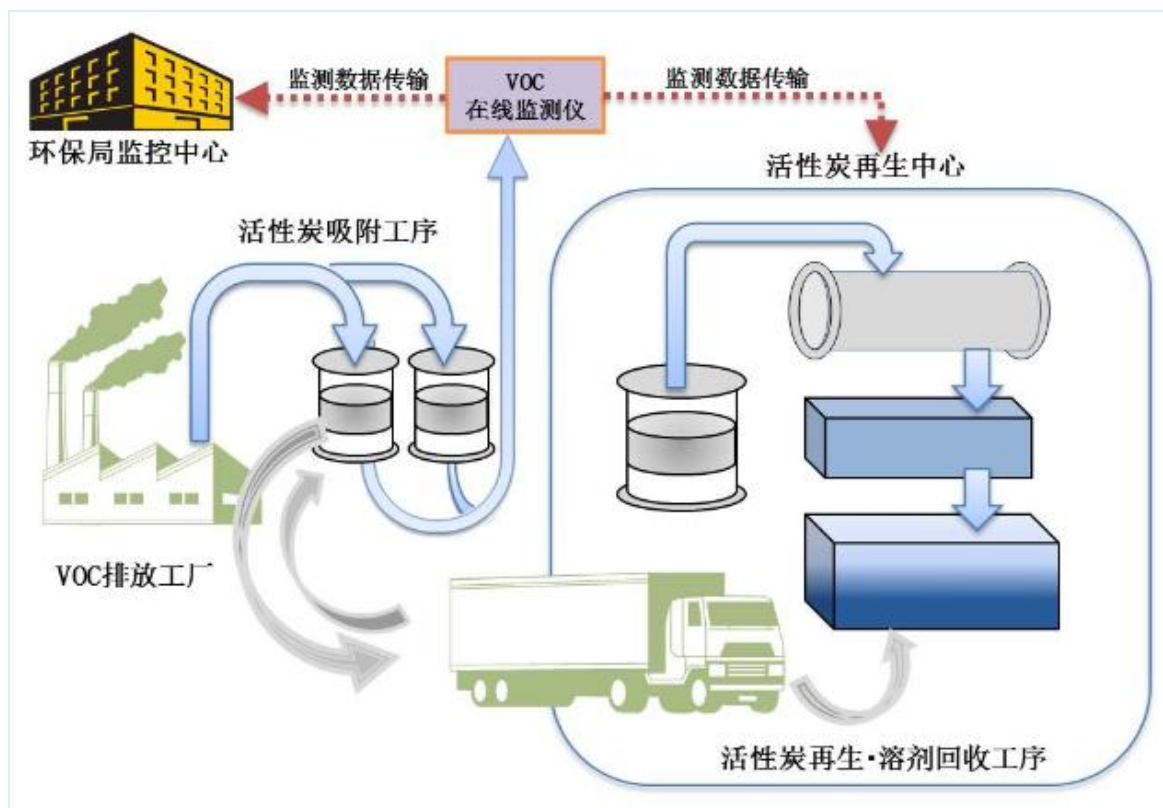 监测数据传输
VOC
在线监测仪
监测数据传输
环保局监控中心
活性炭再生中心
活性炭吸附工序
VOC排放工厂
活性炭再生·溶剂回收工序